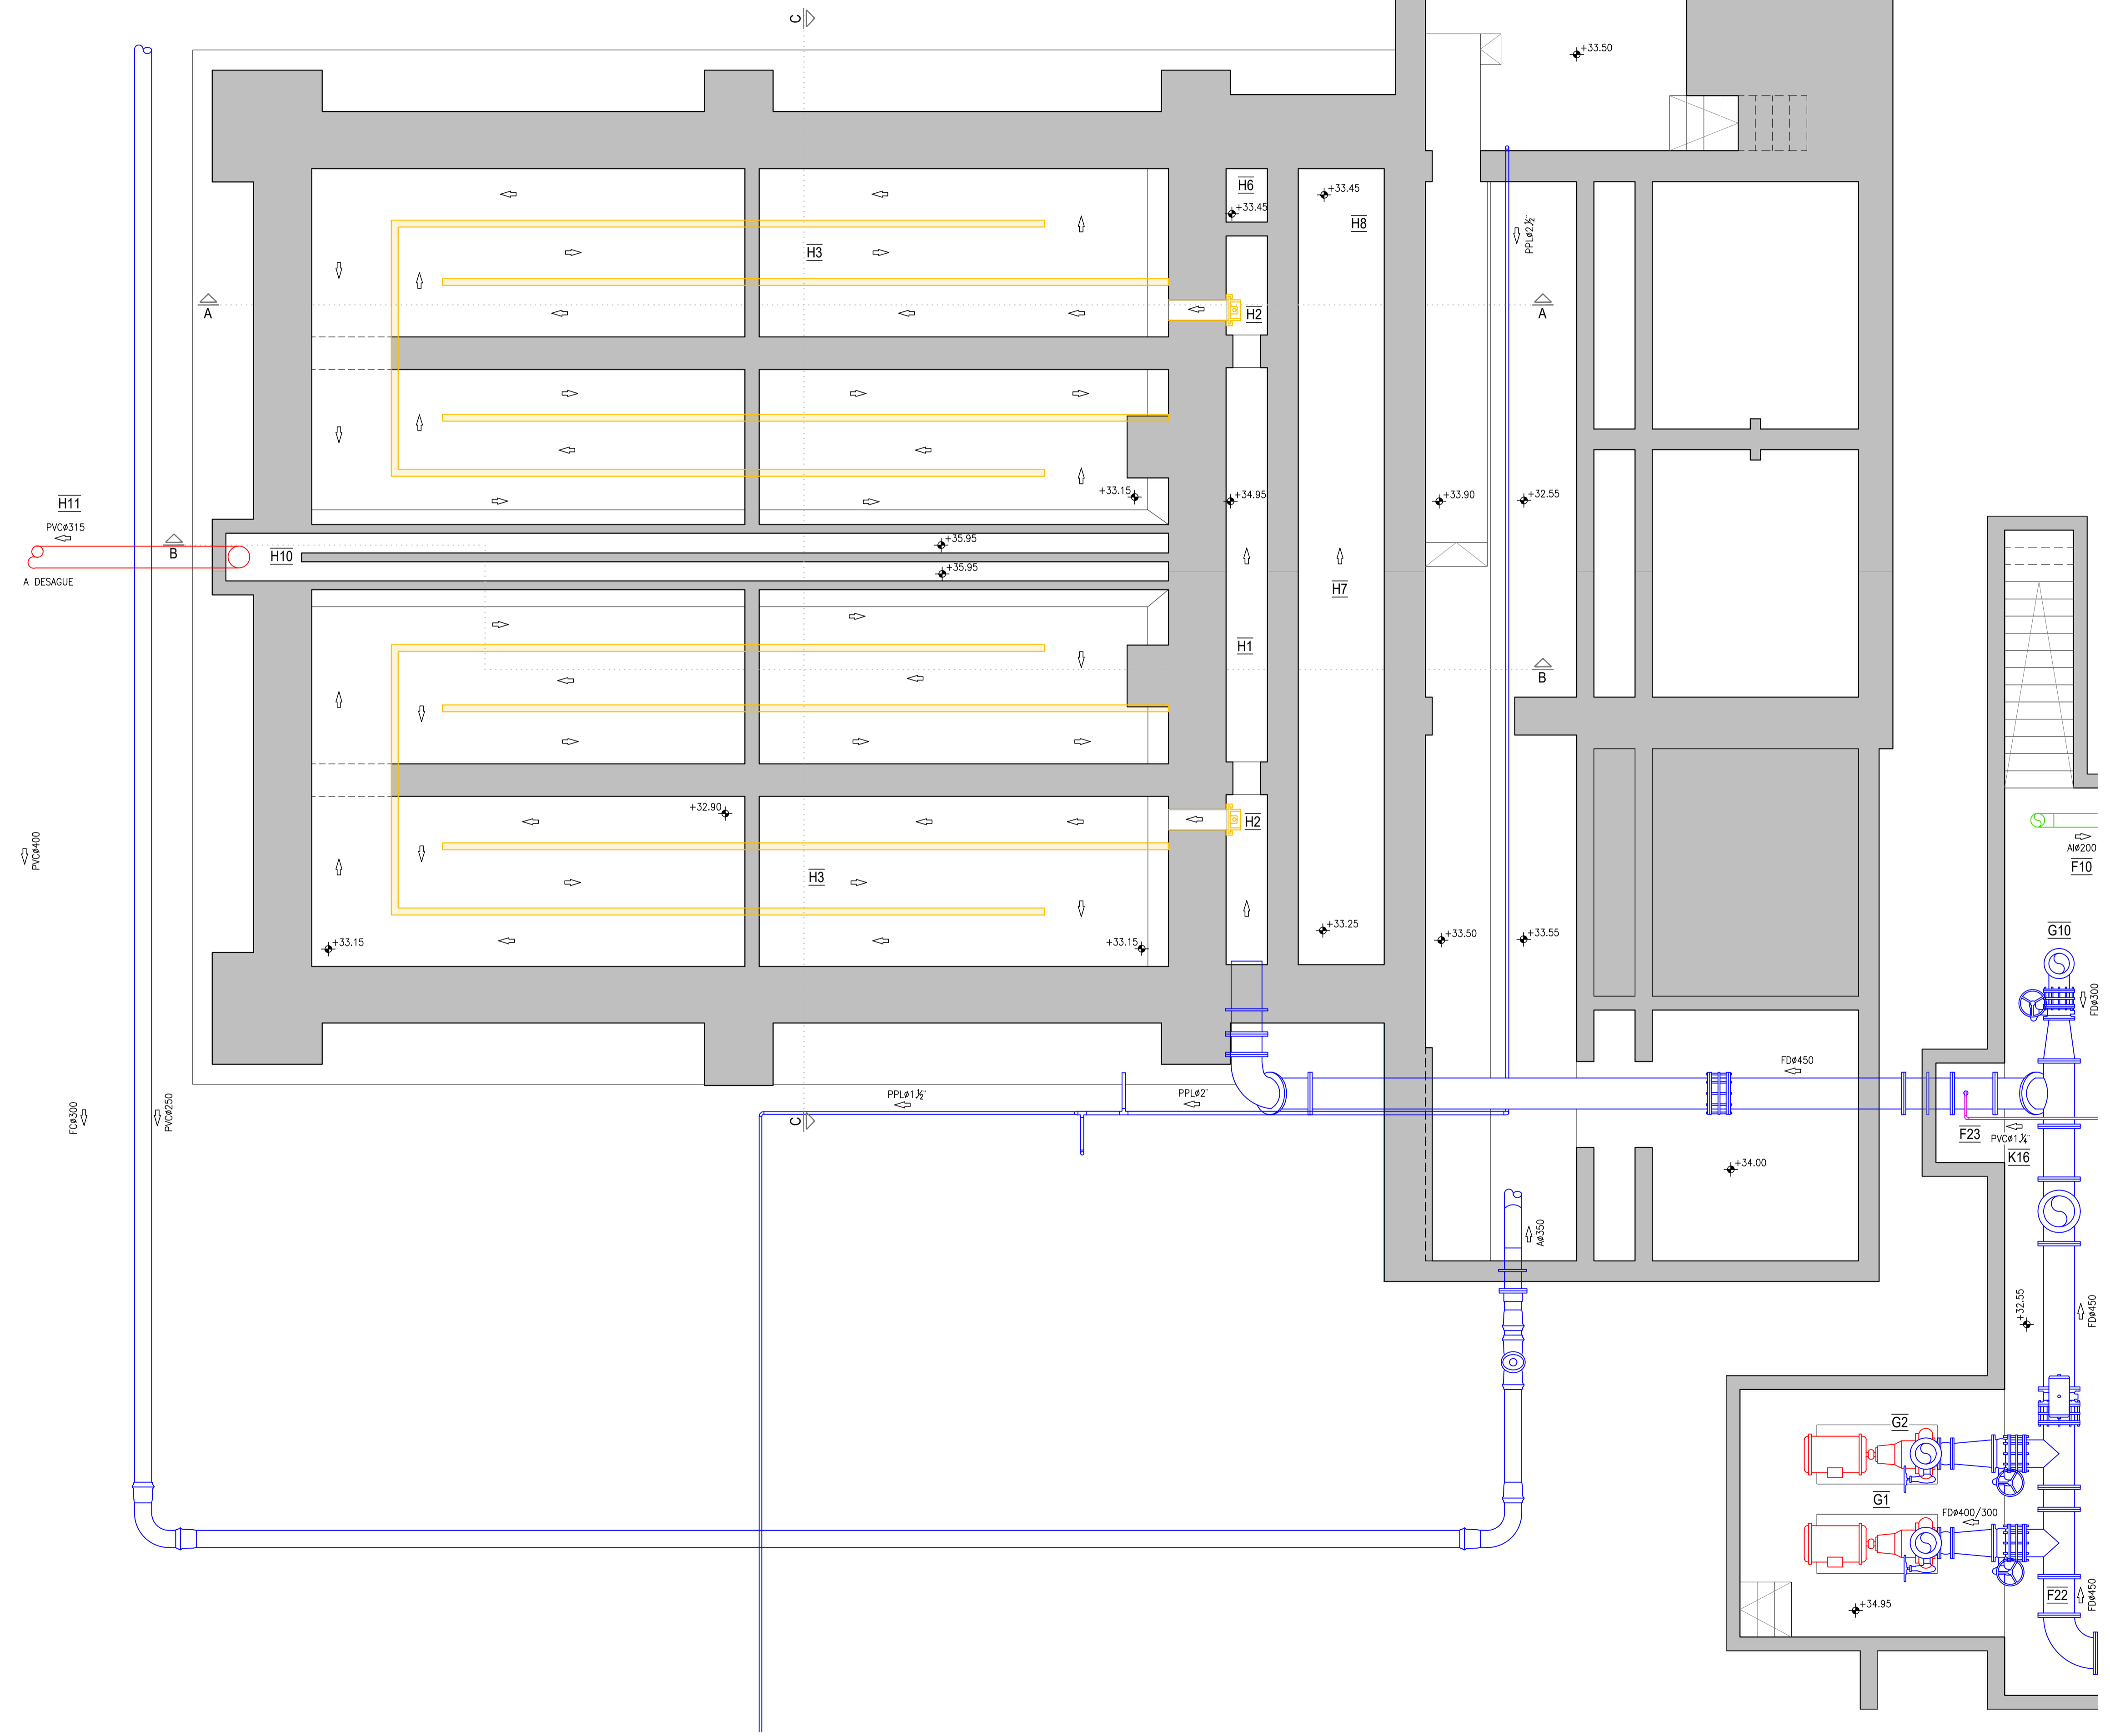 C
+33.50
H6
+33.45
+33.45
H8
PPLø2½"
H3
H2
A
A
+33.15
+34.95
+33.90
+32.55
H11
PVCø315
B
+35.95
H10
+35.95
A DESAGUE
H7
H1
B
+32.90
H2
PVCø400
AIø200
F10
H3
+33.25
+33.50
+33.55
+33.15
+33.15
G10
FDø300
FDø450
PPLø1½"
PPLø2"
FCø300
PVCø250
C
F23
PVCø1¼"
K16
+34.00
Aø350
+32.55
FDø450
G2
G1
FDø400/300
F22
FDø450
+34.95